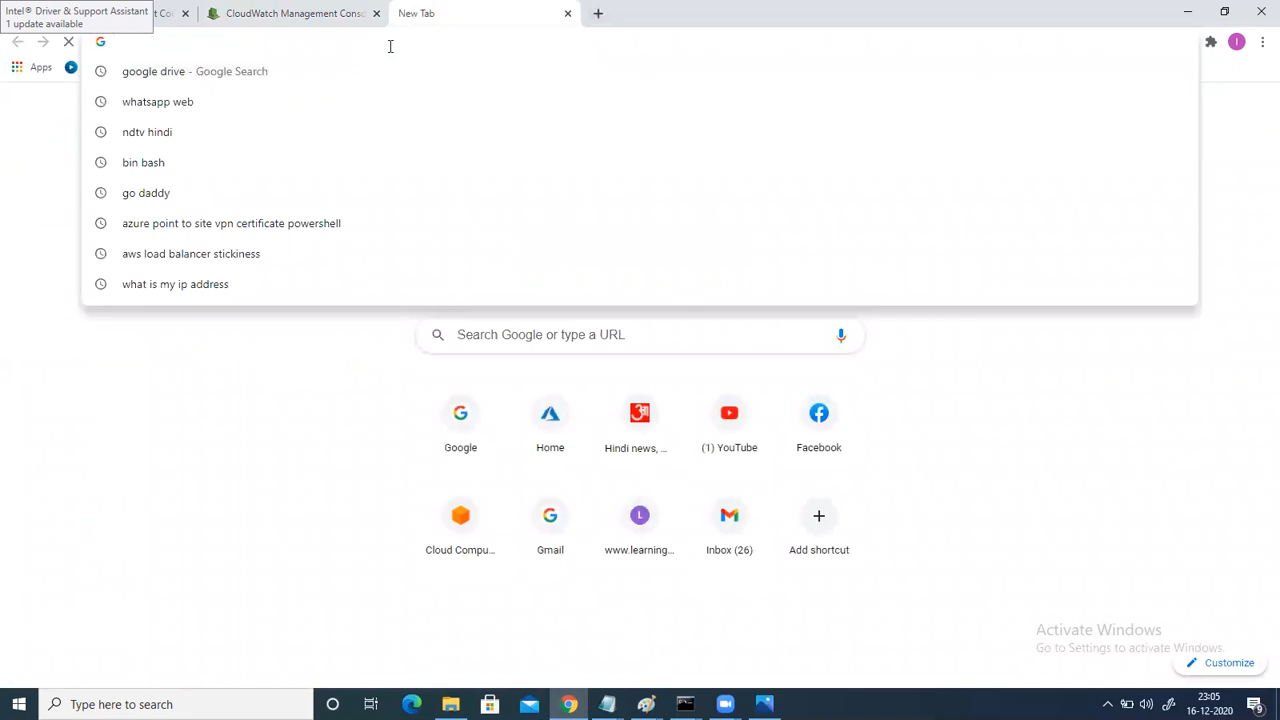 Intel® Driver & Support Assistant
1 update available
t Co
CloudWatch Management Cons
New Tab
Apps
google drive - Google Search
whatsapp web
ndtv hindi
bin bash
go daddy
azure point to site vpn certificate powershell
aws load balancer stickiness
what is my ip address
Search Google or type a URL
Google
Home
Hindi news, ...
(1) YouTube
Facebook
Cloud Compu...
Gmail
www.learning...
Inbox (26)
Add shortcut
L
I
Activate Windows
Go to Settings to activate Windows.
Customize
Type here to search
23:05
16-12-2020